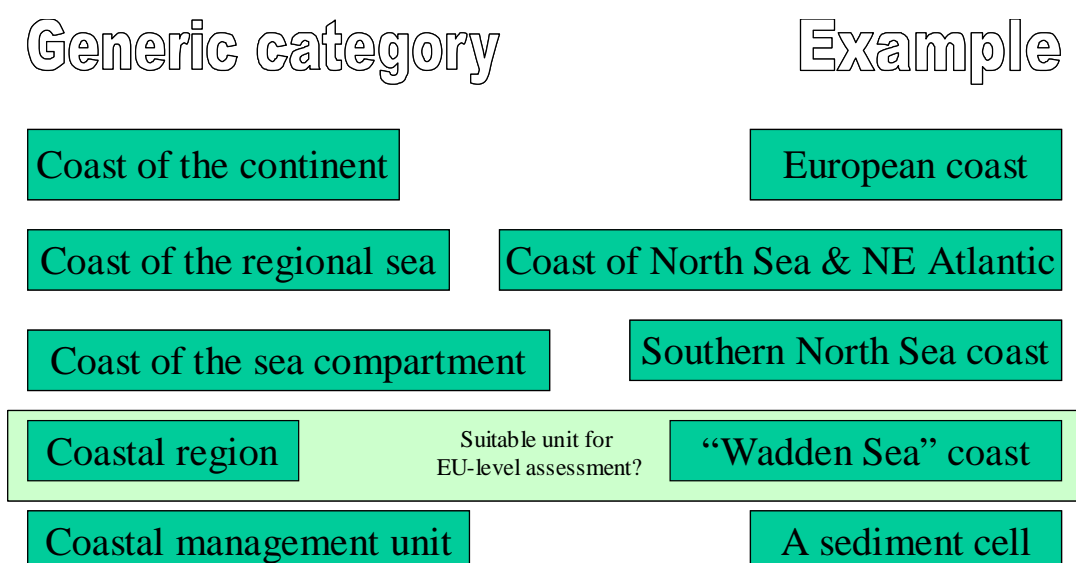 Generic category Example
Coast of the continent European coast
Coast of the regional sea Coast of North Sea & NE Atlantic
Coast of the sea compartment Southern North Sea coast
Coastal region Suitable unit for EU-level assessment? “Wadden Sea” coast
Coastal management unit A sediment cell